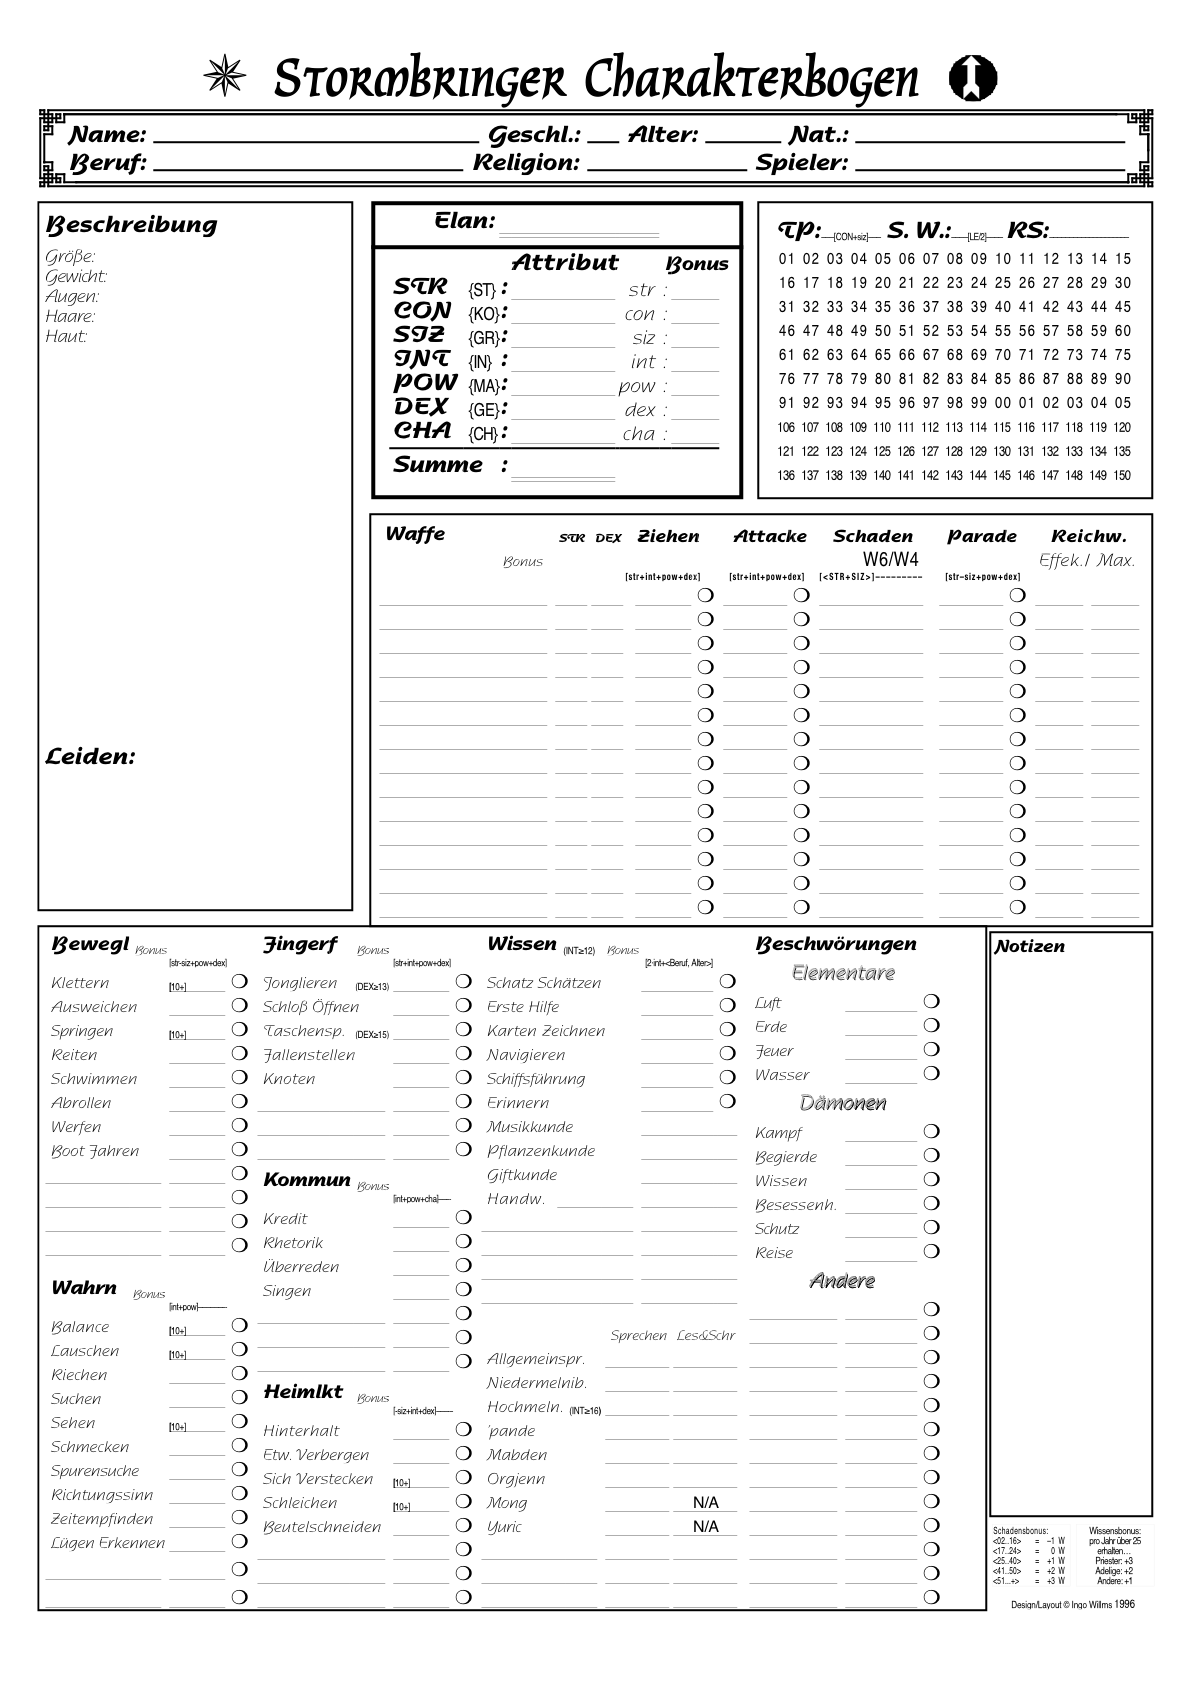 Stormbringer Charakterbogen
Name: Geschl.: Alter: Nat.:
Beruf: Religion: Spieler:
Beschreibung
Größe:
Gewicht:
Augen:
Haare:
Haut:
Leiden:
Elan:
Attribut Bonus
STR {ST} : str :
CON {KO} : con :
SIZ {GR} : siz :
INT {IN} : int :
POW {MA} : pow :
DEX {GE} : dex :
CHA {CH} : cha :
Summe :
TP: [CON+siz] S. W.: [LE/2] RS:
01 02 03 04 05 06 07 08 09 10 11 12 13 14 15
16 17 18 19 20 21 22 23 24 25 26 27 28 29 30
31 32 33 34 35 36 37 38 39 40 41 42 43 44 45
46 47 48 49 50 51 52 53 54 55 56 57 58 59 60
61 62 63 64 65 66 67 68 69 70 71 72 73 74 75
76 77 78 79 80 81 82 83 84 85 86 87 88 89 90
91 92 93 94 95 96 97 98 99 00 01 02 03 04 05
106 107 108 109 110 111 112 113 114 115 116 117 118 119 120
121 122 123 124 125 126 127 128 129 130 131 132 133 134 135
136 137 138 139 140 141 142 143 144 145 146 147 148 149 150
Waffe STR DEX Ziehen Attacke Schaden Parade Reichw.
Bonus W6/W4 Effek./ Max.
[str+int+pow+dex] [str+int+pow+dex] [<STR+SIZ>]--------- [str–siz+pow+dex]
Bewegl Bonus
[str-siz+pow+dex]
Klettern [10+]
Ausweichen
Springen [10+]
Reiten
Schwimmen
Abrollen
Werfen
Boot Fahren
Wahrn Bonus
[int+pow]
Balance [10+]
Lauschen [10+]
Riechen
Suchen
Sehen [10+]
Schmecken
Spurensuche
Richtungssinn
Zeitempfinden
Lügen Erkennen
Fingerf Bonus
[str+int+pow+dex]
Jonglieren (DEX≥13)
Schloß Öffnen
Taschensp. (DEX≥15)
Fallenstellen
Knoten
Kommun Bonus
[int+pow+cha]
Kredit
Rhetorik
Überreden
Singen
Heimlkt Bonus
[-siz+int+dex]
Hinterhalt
Etw. Verbergen
Sich Verstecken [10+]
Schleichen [10+]
Beutelschneiden
Wissen (INT≥12) Bonus
[2·int+<Beruf, Alter>]
Schatz Schätzen
Erste Hilfe
Karten Zeichnen
Navigieren
Schiffsführung
Erinnern
Musikkunde
Pflanzenkunde
Giftkunde
Handw.
Sprechen Les&Schr
Allgemeinspr.
Niedermelnib.
Hochmeln. (INT≥16)
'pande
Mabden
Orgjenn
Mong N/A
Yuric N/A
Beschwörungen
Elementare
Luft
Erde
Feuer
Wasser
Dämonen
Kampf
Begierde
Wissen
Besessenh.
Schutz
Reise
Andere
Notizen
Schadensbonus:
<02..16> = –1 W
<17..24> = 0 W
<25..40> = +1 W
<41..50> = +2 W
<51...+> = +3 W
Wissensbonus:
pro Jahr über 25
erhalten...
Priester: +3
Adelige: +2
Andere: +1
Design/Layout © Ingo Willms 1996